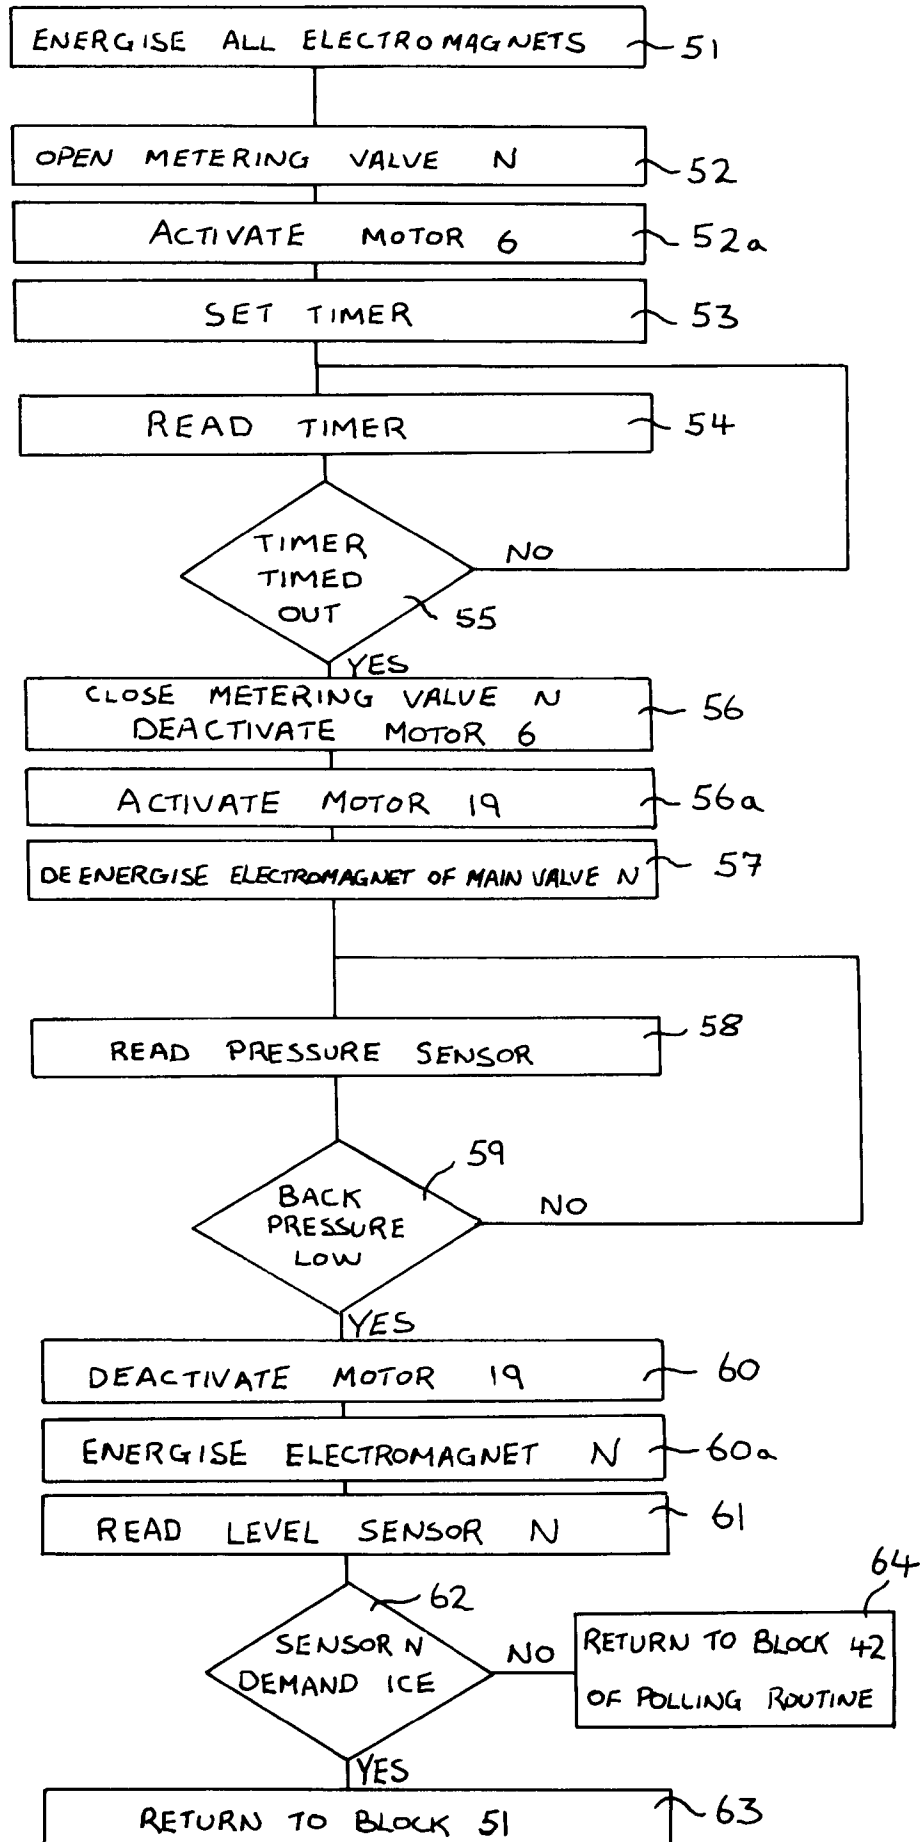 ENERGISE ALL ELECTROMAGNETS 51
OPEN METERING VALVE N 52
ACTIVATE MOTOR 6 52a
SET TIMER 53
READ TIMER 54
TIMER
TIMED
OUT
NO
55
YES
CLOSE METERING VALVE N
DEACTIVATE MOTOR 6
56
ACTIVATE MOTOR 19 56a
DEENERGISE ELECTROMAGNET OF MAIN VALVE N 57
READ PRESSURE SENSOR 58
59
BACK
PRESSURE
LOW
NO
YES
DEACTIVATE MOTOR 19 60
ENERGISE ELECTROMAGNET N 60a
READ LEVEL SENSOR N 61
62
SENSOR N
DEMAND ICE
NO
64
RETURN TO BLOCK 42
OF POLLING ROUTINE
YES
RETURN TO BLOCK 51 63